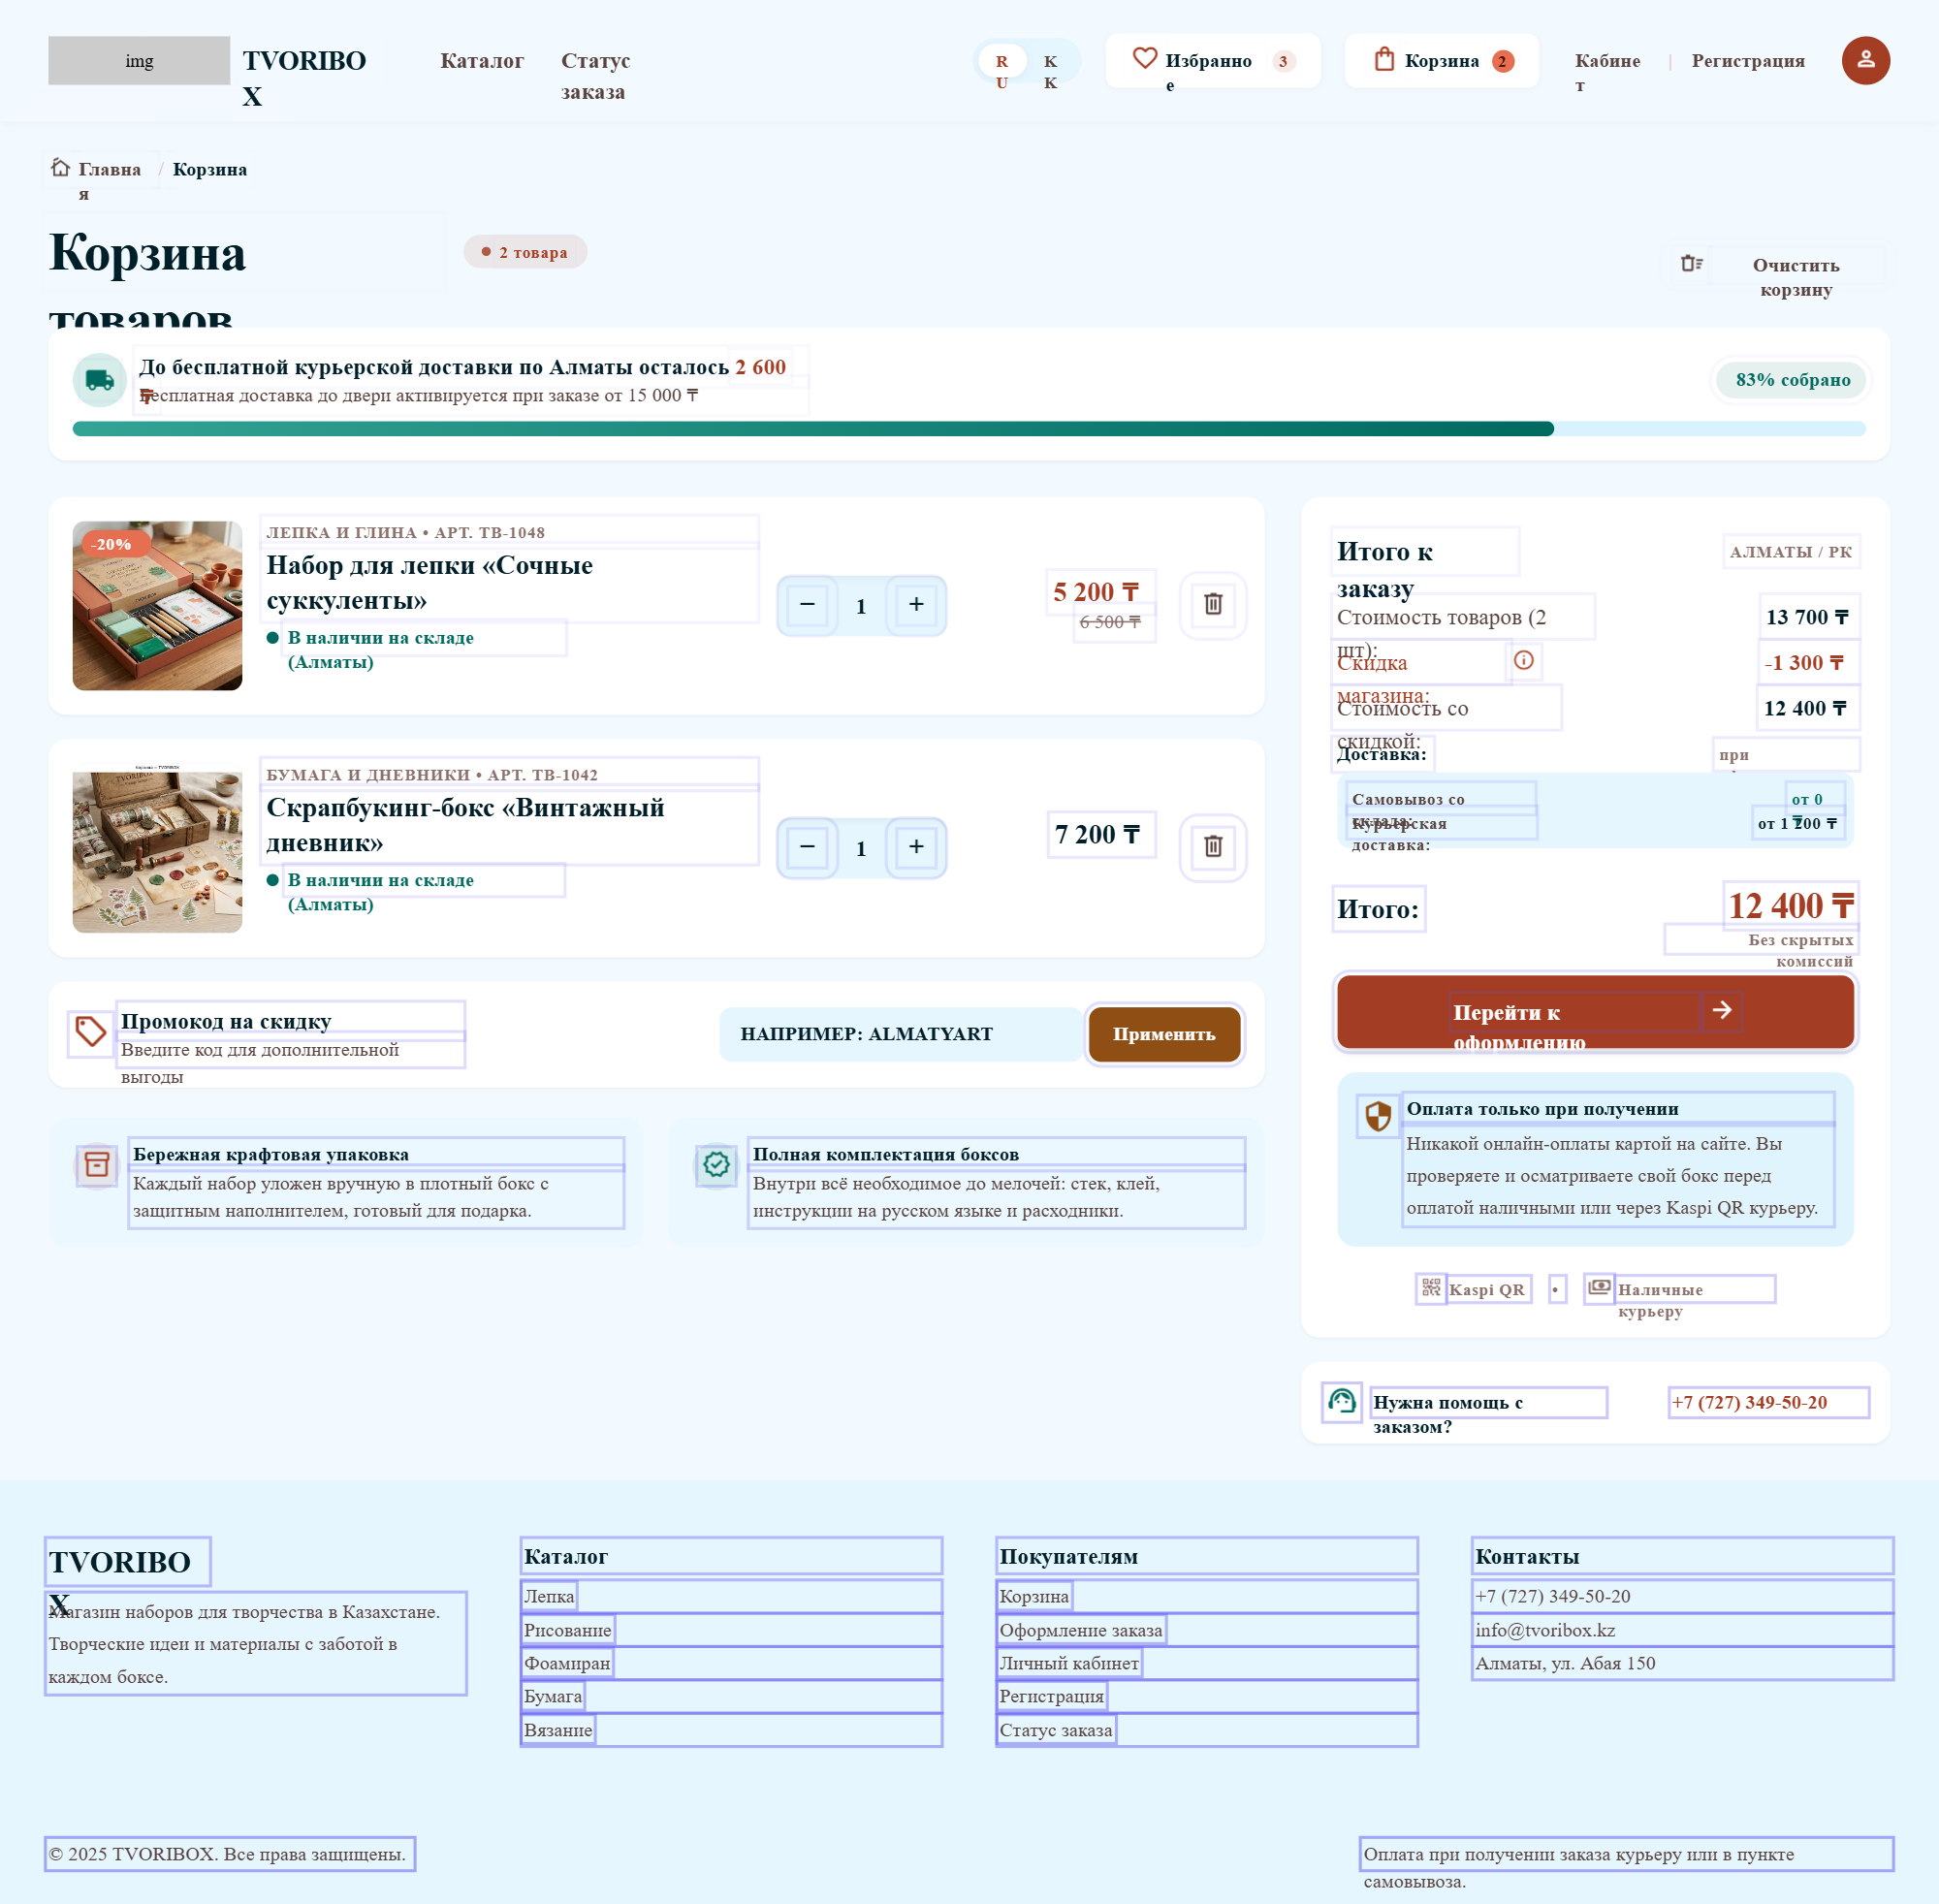 img
TVORIBO
X
Каталог
Статус
заказа
R
U
K
K
Избранно
е
3
Корзина
2
Кабине
т
|
Регистрация
Главна
я
/
Корзина
Корзина
товаров
2 товара
Очистить
корзину
До бесплатной курьерской доставки по Алматы осталось 2 600
₸
Бесплатная доставка до двери активируется при заказе от 15 000 ₸
83% собрано
-20%
ЛЕПКА И ГЛИНА • АРТ. TB-1048
Набор для лепки «Сочные
суккуленты»
В наличии на складе
(Алматы)
−
1
+
5 200 ₸
6 500 ₸
Корзина — TVORIBOX
TVORIBOX
БУМАГА И ДНЕВНИКИ • АРТ. TB-1042
Скрапбукинг-бокс «Винтажный
дневник»
В наличии на складе
(Алматы)
−
1
+
7 200 ₸
Промокод на скидку
Введите код для дополнительной
выгоды
НАПРИМЕР: ALMATYART
Применить
Бережная крафтовая упаковка
Каждый набор уложен вручную в плотный бокс с
защитным наполнителем, готовый для подарка.
Полная комплектация боксов
Внутри всё необходимое до мелочей: стек, клей,
инструкции на русском языке и расходники.
Итого к
заказу
АЛМАТЫ / РК
Стоимость товаров (2
шт):
13 700 ₸
Скидка
магазина:
-1 300 ₸
Стоимость со
скидкой:
12 400 ₸
Доставка:
при
Самовывоз со
склада:
от 0
₸
Курьерская
доставка:
от 1 200 ₸
Итого:
12 400 ₸
Без скрытых
комиссий
Перейти к
оформлению
Оплата только при получении
Никакой онлайн-оплаты картой на сайте. Вы
проверяете и осматриваете свой бокс перед
оплатой наличными или через Kaspi QR курьеру.
Kaspi QR
•
Наличные
курьеру
Нужна помощь с
заказом?
+7 (727) 349-50-20
TVORIBO
X
Магазин наборов для творчества в Казахстане.
Творческие идеи и материалы с заботой в
каждом боксе.
Каталог
Лепка
Рисование
Фоамиран
Бумага
Вязание
Покупателям
Корзина
Оформление заказа
Личный кабинет
Регистрация
Статус заказа
Контакты
+7 (727) 349-50-20
info@tvoribox.kz
Алматы, ул. Абая 150
© 2025 TVORIBOX. Все права защищены.
Оплата при получении заказа курьеру или в пункте
самовывоза.